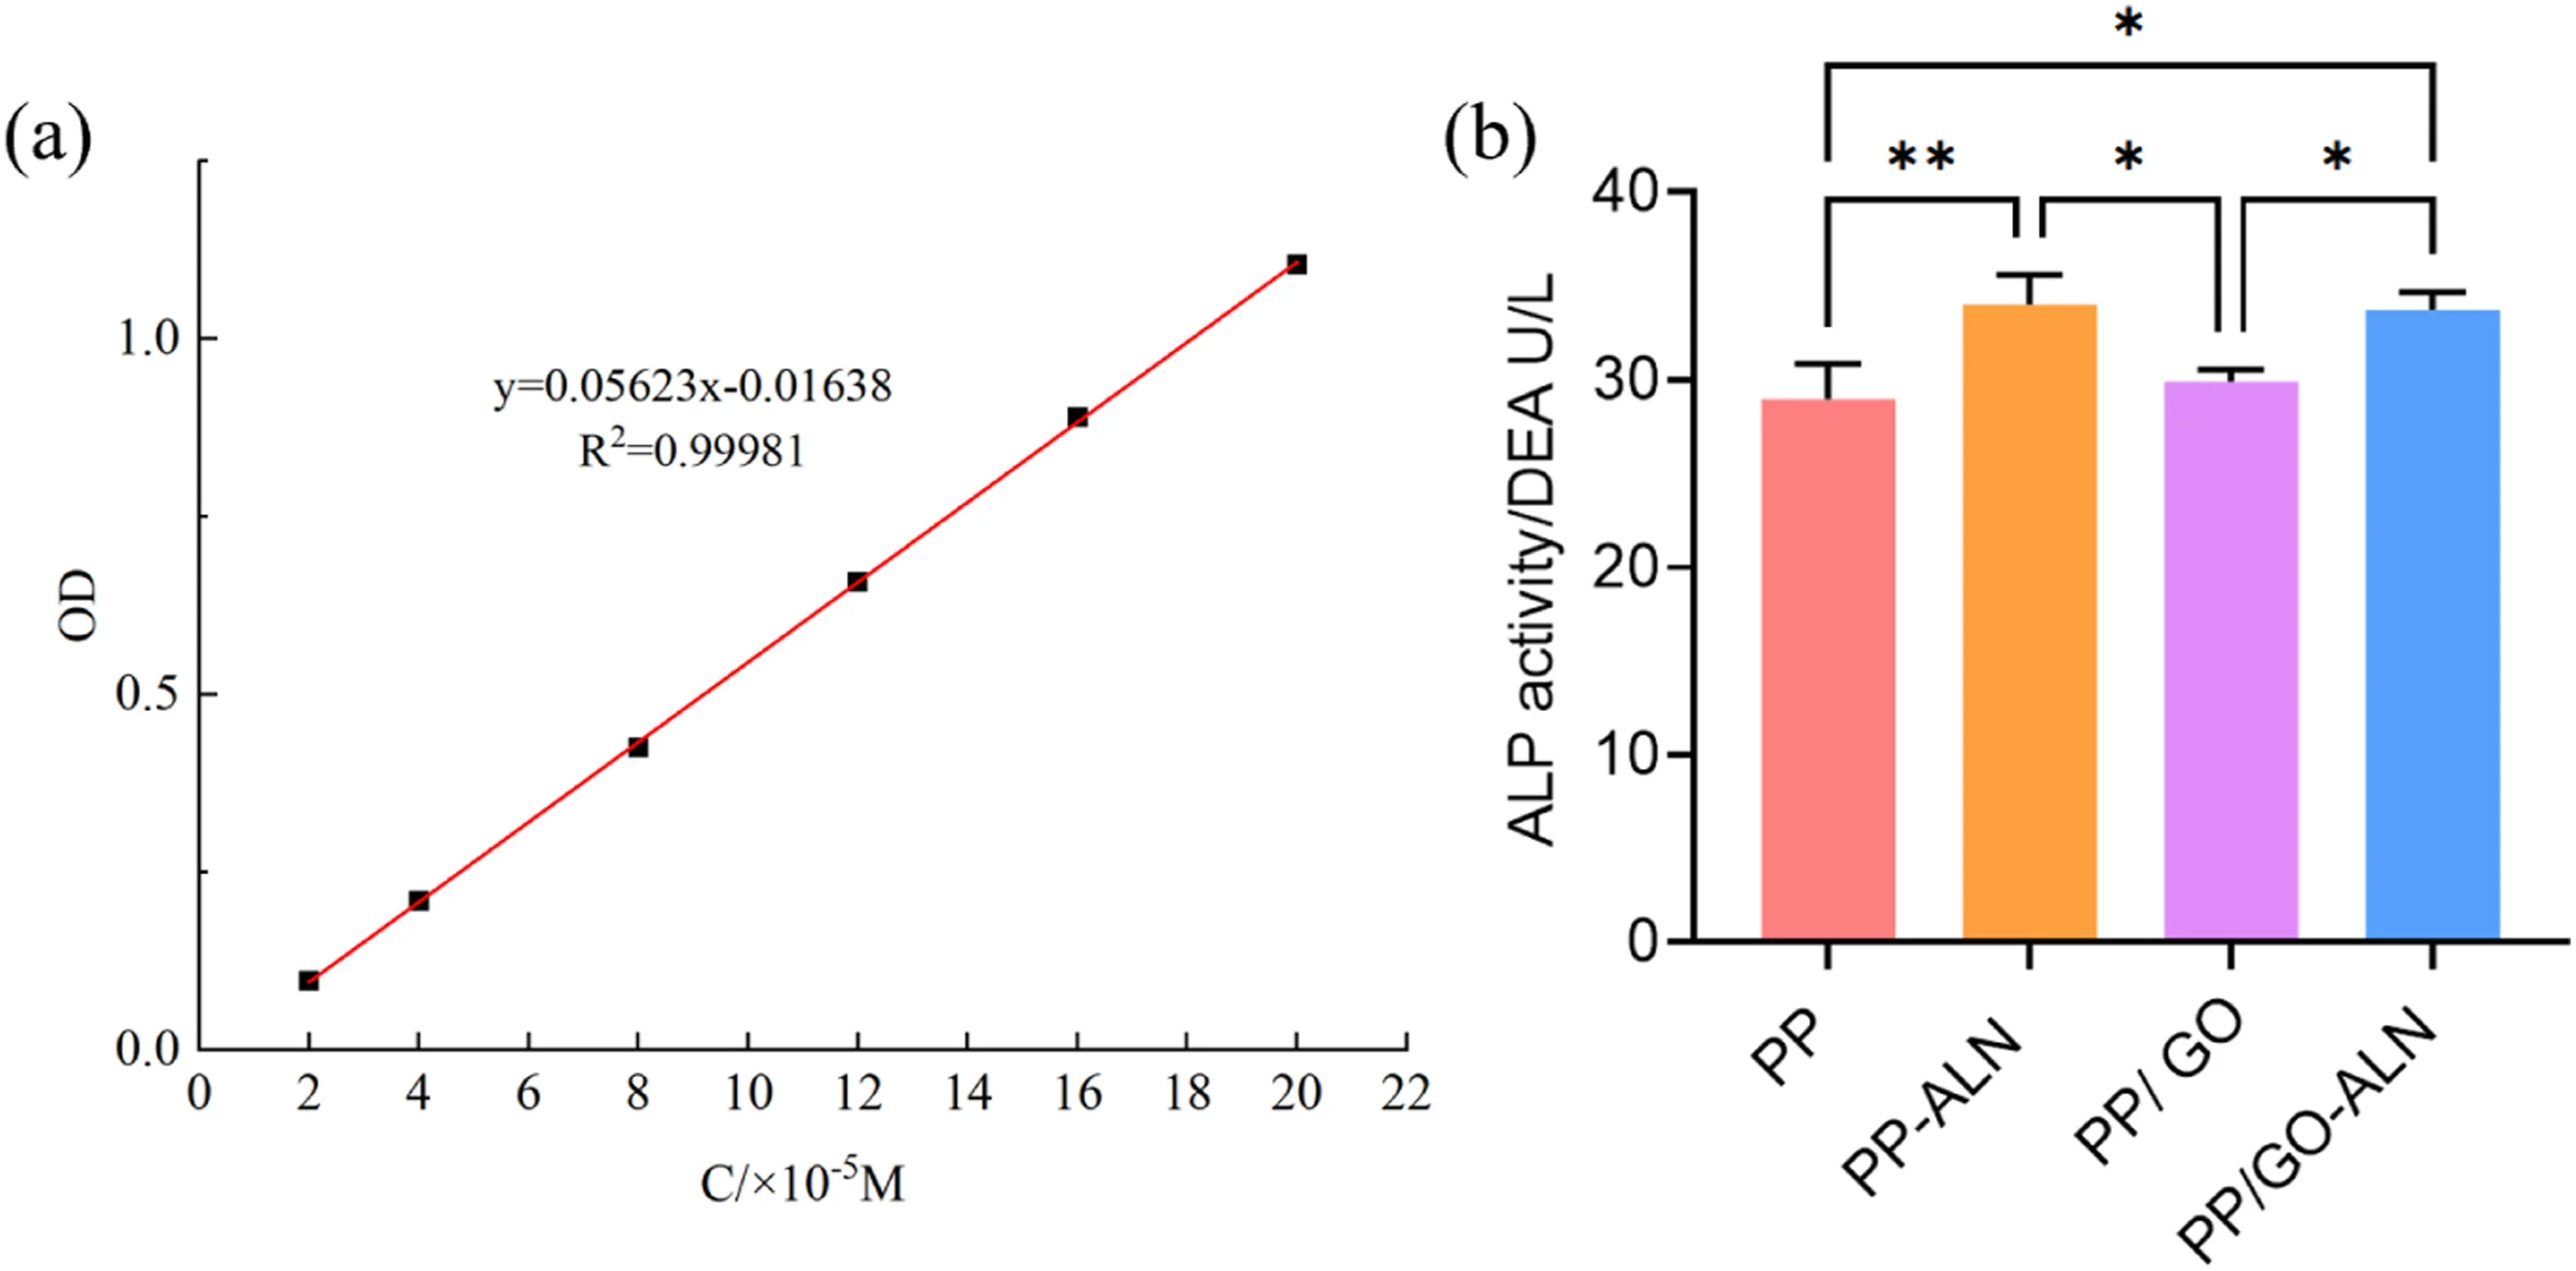 (a)
1.0
0.5
0.0
OD
y=0.05623x-0.01638
R²=0.99981
0 2 4 6 8 10 12 14 16 18 20 22
C/×10⁻⁵M
(b)
*
** * *
40
30
20
10
0
ALP activity/DEA U/L
PP
PP-ALN
PP/ GO
PP/GO-ALN